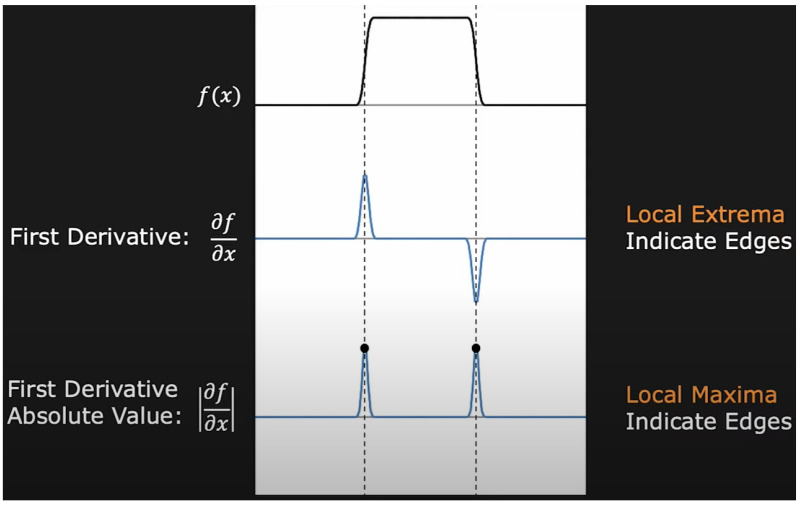 f(x)
First Derivative: ∂f/∂x
Local Extrema
Indicate Edges
First Derivative
Absolute Value: |∂f/∂x|
Local Maxima
Indicate Edges